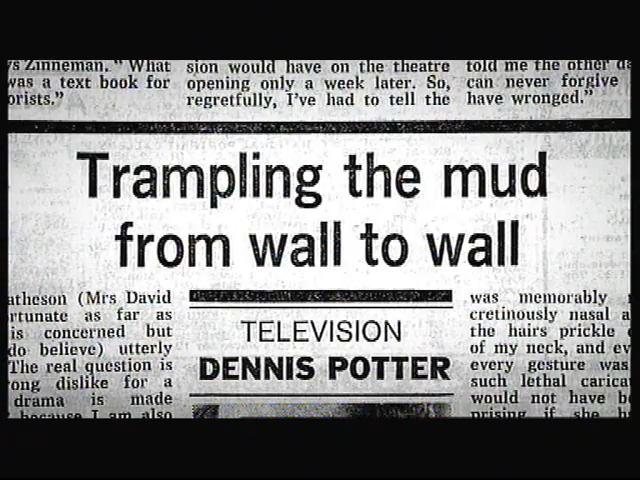 ys Zinneman. "What
was a text book for
orists."
sion would have on the theatre
opening only a week later. So,
regretfully, I've had to tell the
told me the other
can never forgive
have wronged."
Trampling the mud
from wall to wall
atheson (Mrs David
rtunate as far as
is concerned but
do believe) utterly
The real question is
ong dislike for a
drama is made
because I am also
TELEVISION
DENNIS POTTER
was memorably
cretinously nasal a
the hairs prickle
of my neck, and ev
every gesture was
such lethal carica
would not have b
prising if she h